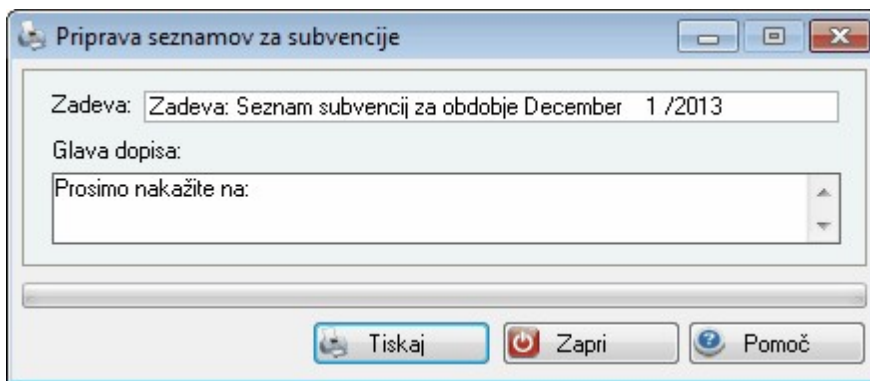 Priprava seznamov za subvencije
Zadeva: Zadeva: Seznam subvencij za obdobje December 1 /2013
Glava dopisa:
Prosimo nakažite na:
Tiskaj Zapri Pomoč